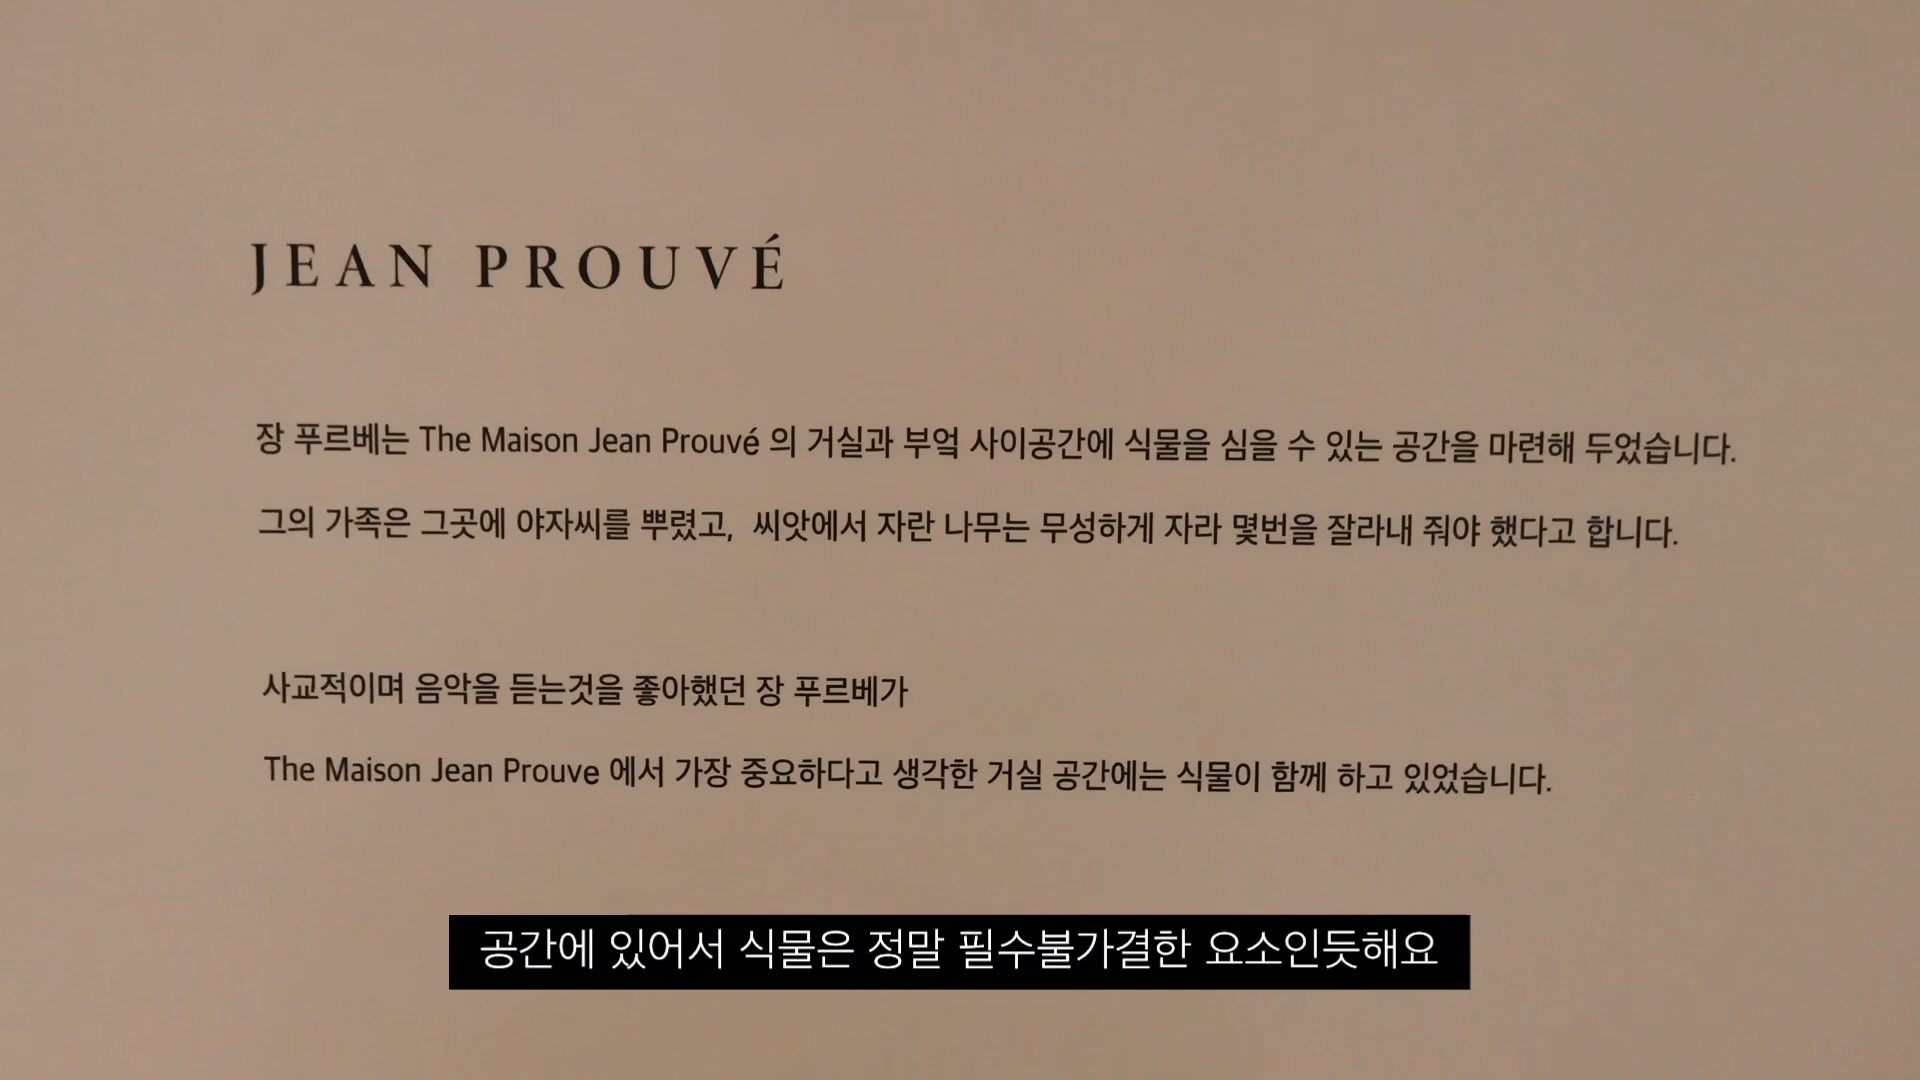 JEAN PROUVÉ
장 푸르베는 The Maison Jean Prouvé 의 거실과 부엌 사이공간에 식물을 심을 수 있는 공간을 마련해 두었습니다.
그의 가족은 그곳에 야자씨를 뿌렸고, 씨앗에서 자란 나무는 무성하게 자라 몇번을 잘라내 줘야 했다고 합니다.
사교적이며 음악을 듣는것을 좋아했던 장 푸르베가
The Maison Jean Prouve 에서 가장 중요하다고 생각한 거실 공간에는 식물이 함께 하고 있었습니다.
공간에 있어서 식물은 정말 필수불가결한 요소인듯해요